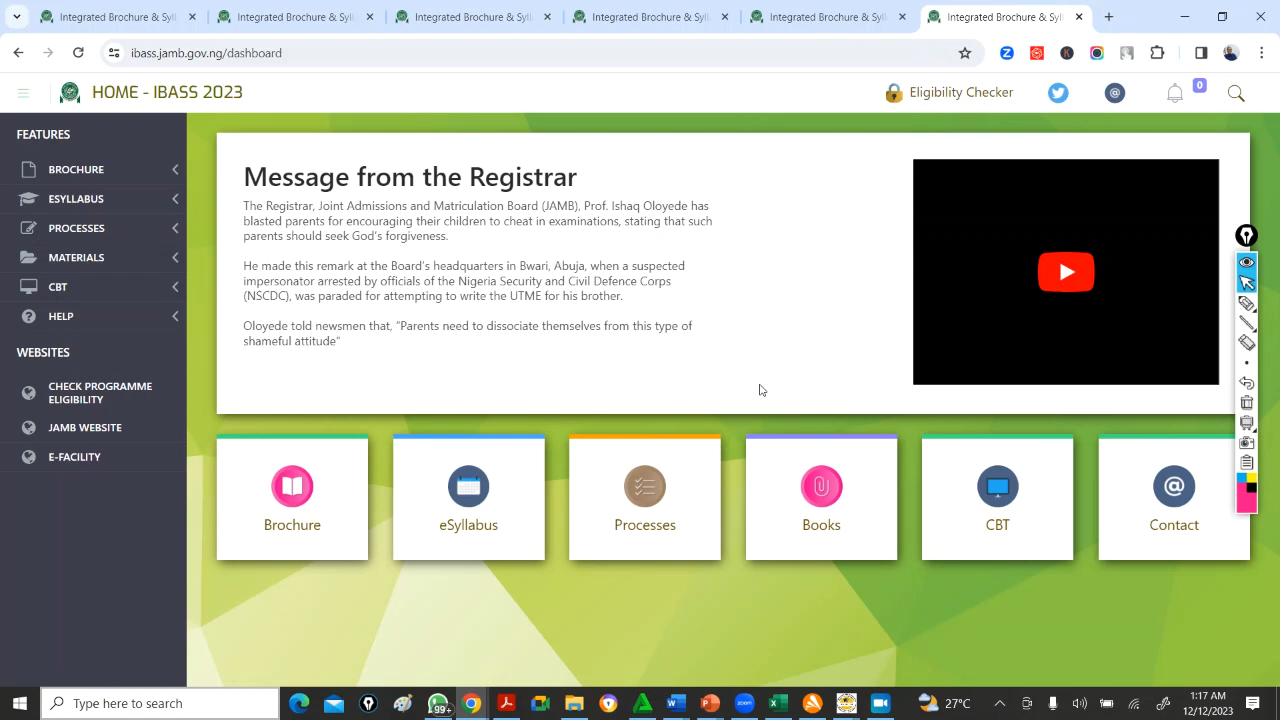 Integrated Brochure & Syl
Integrated Brochure & Syl
Integrated Brochure & Syl
Integrated Brochure & Syl
Integrated Brochure & Syl
Integrated Brochure & Syl
ibass.jamb.gov.ng/dashboard
HOME - IBASS 2023
Eligibility Checker
0
FEATURES
BROCHURE
ESYLLABUS
PROCESSES
MATERIALS
CBT
HELP
WEBSITES
CHECK PROGRAMME
ELIGIBILITY
JAMB WEBSITE
E-FACILITY
Message from the Registrar
The Registrar, Joint Admissions and Matriculation Board (JAMB), Prof. Ishaq Oloyede has
blasted parents for encouraging their children to cheat in examinations, stating that such
parents should seek God's forgiveness.
He made this remark at the Board's headquarters in Bwari, Abuja, when a suspected
impersonator arrested by officials of the Nigeria Security and Civil Defence Corps
(NSCDC), was paraded for attempting to write the UTME for his brother.
Oloyede told newsmen that, "Parents need to dissociate themselves from this type of
shameful attitude"
Brochure
eSyllabus
Processes
Books
CBT
Contact
Type here to search
99+
27°C
1:17 AM
12/12/2023